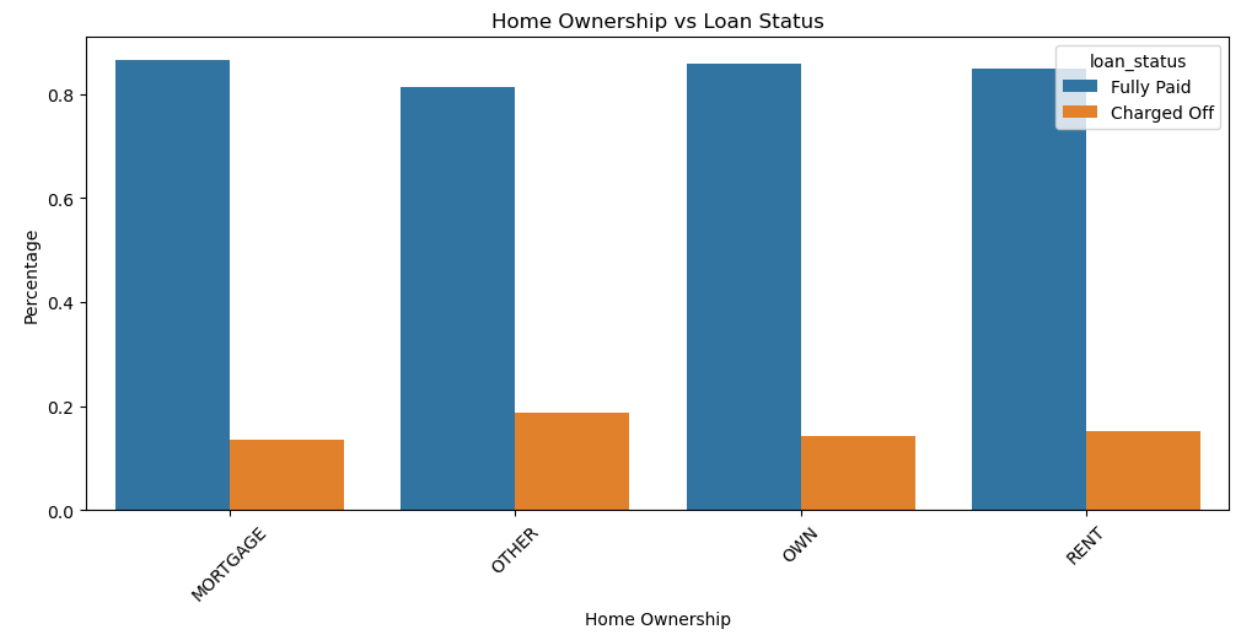 Home Ownership vs Loan Status
loan_status
Fully Paid
Charged Off
Percentage
0.8
0.6
0.4
0.2
0.0
MORTGAGE
OTHER
OWN
RENT
Home Ownership